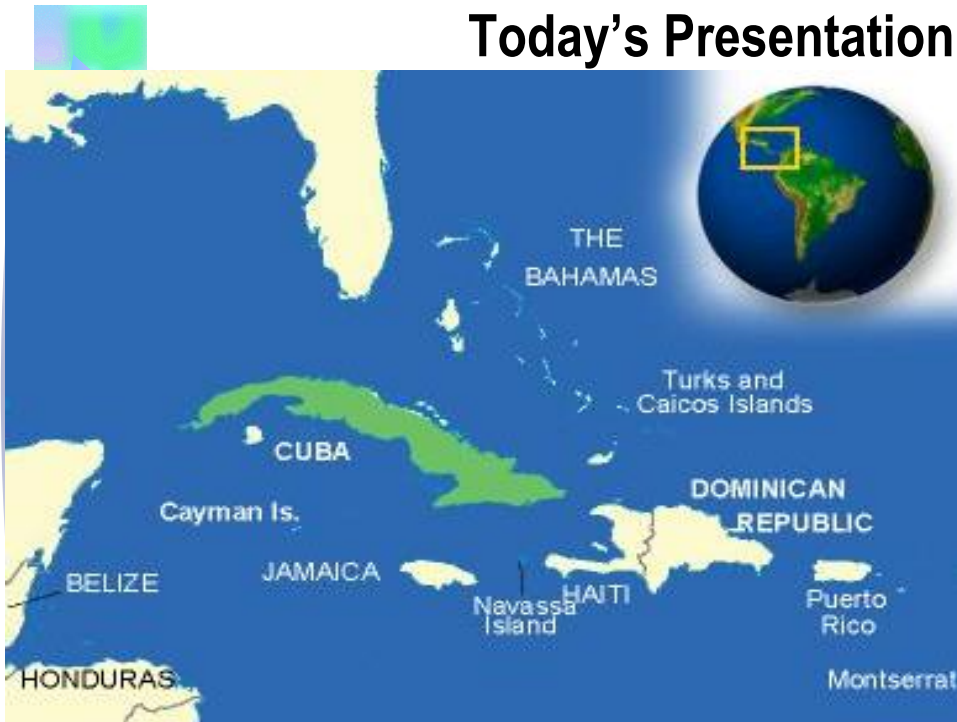 Today’s Presentation
THE
BAHAMAS
Turks and
Caicos Islands
CUBA
DOMINICAN
REPUBLIC
Cayman Is.
JAMAICA
BELIZE
HAITI
Navassa
Island
Puerto
Rico
HONDURAS
Montserrat